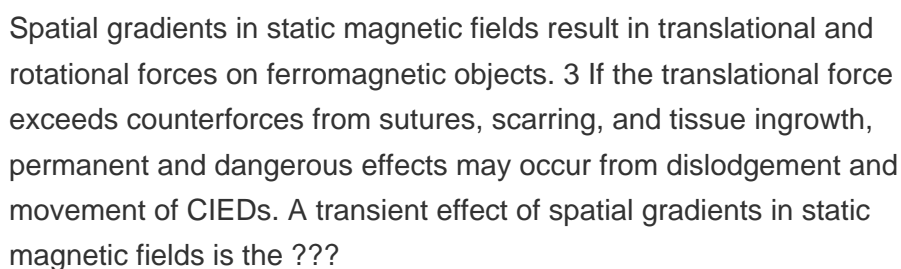 Spatial gradients in static magnetic fields result in translational and
rotational forces on ferromagnetic objects. 3 If the translational force
exceeds counterforces from sutures, scarring, and tissue ingrowth,
permanent and dangerous effects may occur from dislodgement and
movement of CIEDs. A transient effect of spatial gradients in static
magnetic fields is the ???